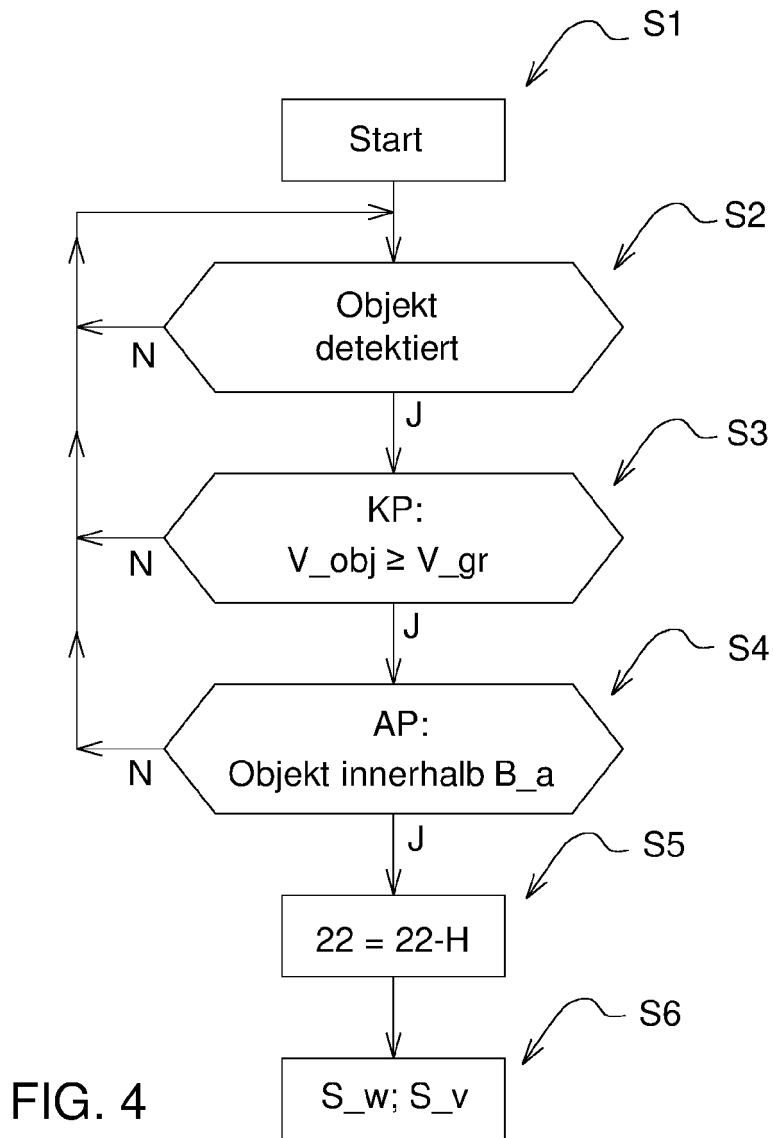 S1
Start
S2
Objekt
detektiert
N
J
S3
KP:
V_obj ≥ V_gr
N
J
S4
AP:
Objekt innerhalb B_a
N
J
S5
22 = 22-H
S6
S_w; S_v
FIG. 4